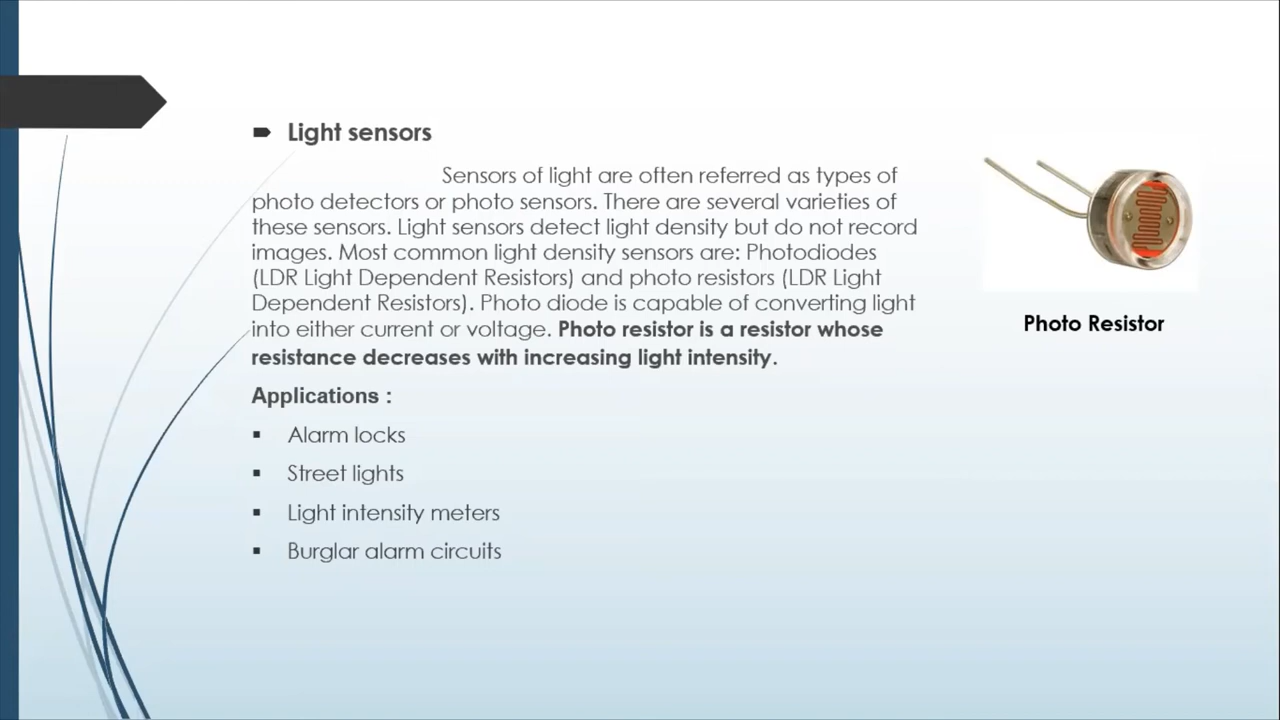 Light sensors
Sensors of light are often referred as types of
photo detectors or photo sensors. There are several varieties of
these sensors. Light sensors detect light density but do not record
images. Most common light density sensors are: Photodiodes
(LDR Light Dependent Resistors) and photo resistors (LDR Light
Dependent Resistors). Photo diode is capable of converting light
into either current or voltage. Photo resistor is a resistor whose
resistance decreases with increasing light intensity.
Photo Resistor
Applications :
Alarm locks
Street lights
Light intensity meters
Burglar alarm circuits